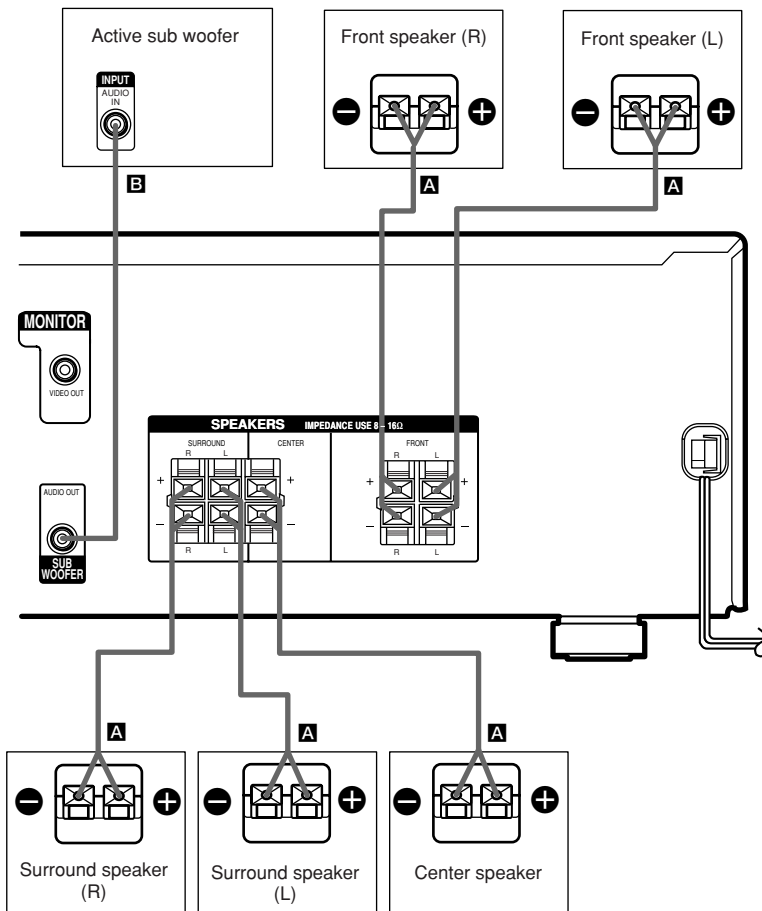 Active sub woofer
Front speaker (R)
Front speaker (L)
INPUT
AUDIO
IN
B
A
A
MONITOR
VIDEO OUT
SPEAKERS IMPEDANCE USE 8 – 16Ω
SURROUND
CENTER
FRONT
R L
R L
+ +
+
AUDIO OUT
– –
–
SUB
WOOFER
R L
R L
A
A
A
Surround speaker
(R)
Surround speaker
(L)
Center speaker